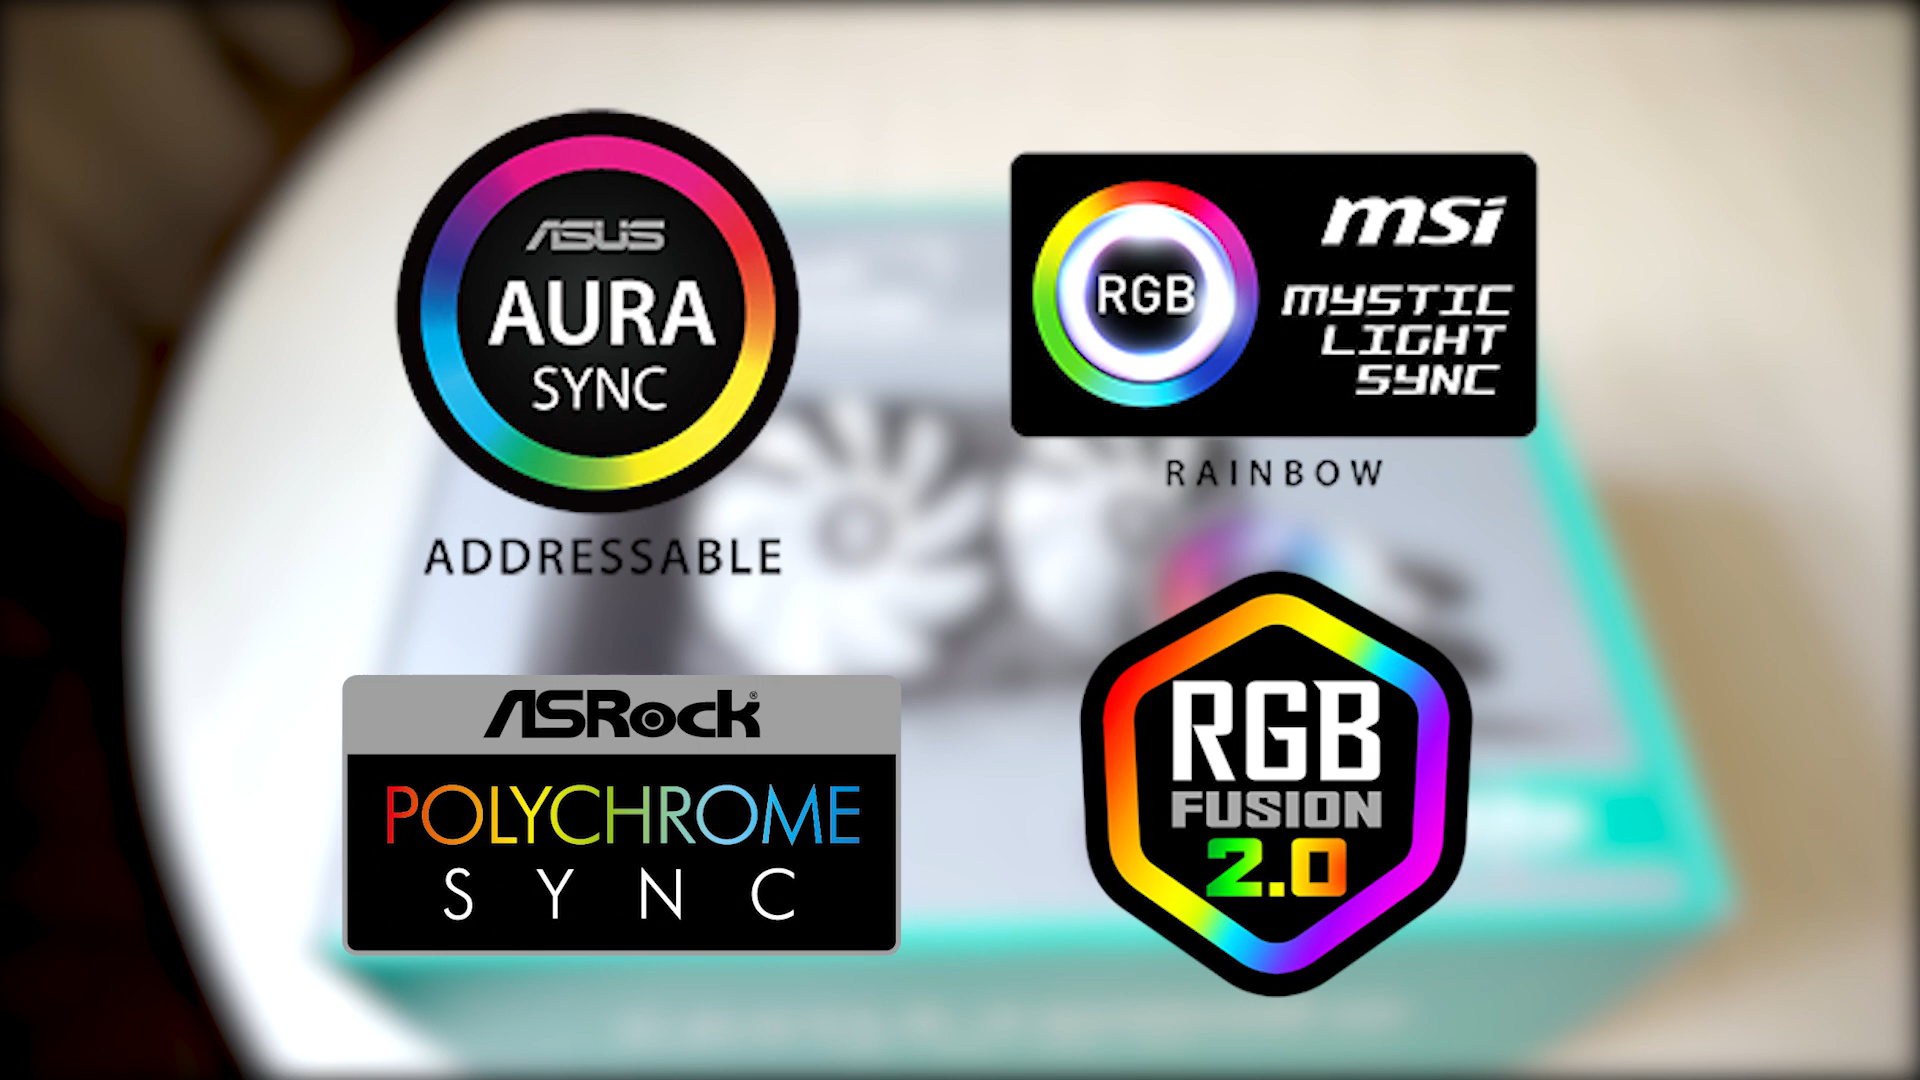 ASUS
AURA
SYNC
ADDRESSABLE
msi
RGB
MYSTIC
LIGHT
SYNC
RAINBOW
ASRock®
POLYCHROME
SYNC
RGB
FUSION
2.0